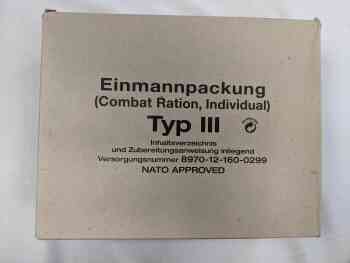 Einmannpackung
(Combat Ration, Individual)
Typ III
Inhaltsverzeichnis
und Zubereitungsanweisung inliegend
Versorgungsnummer 8970-12-160-0299
NATO APPROVED